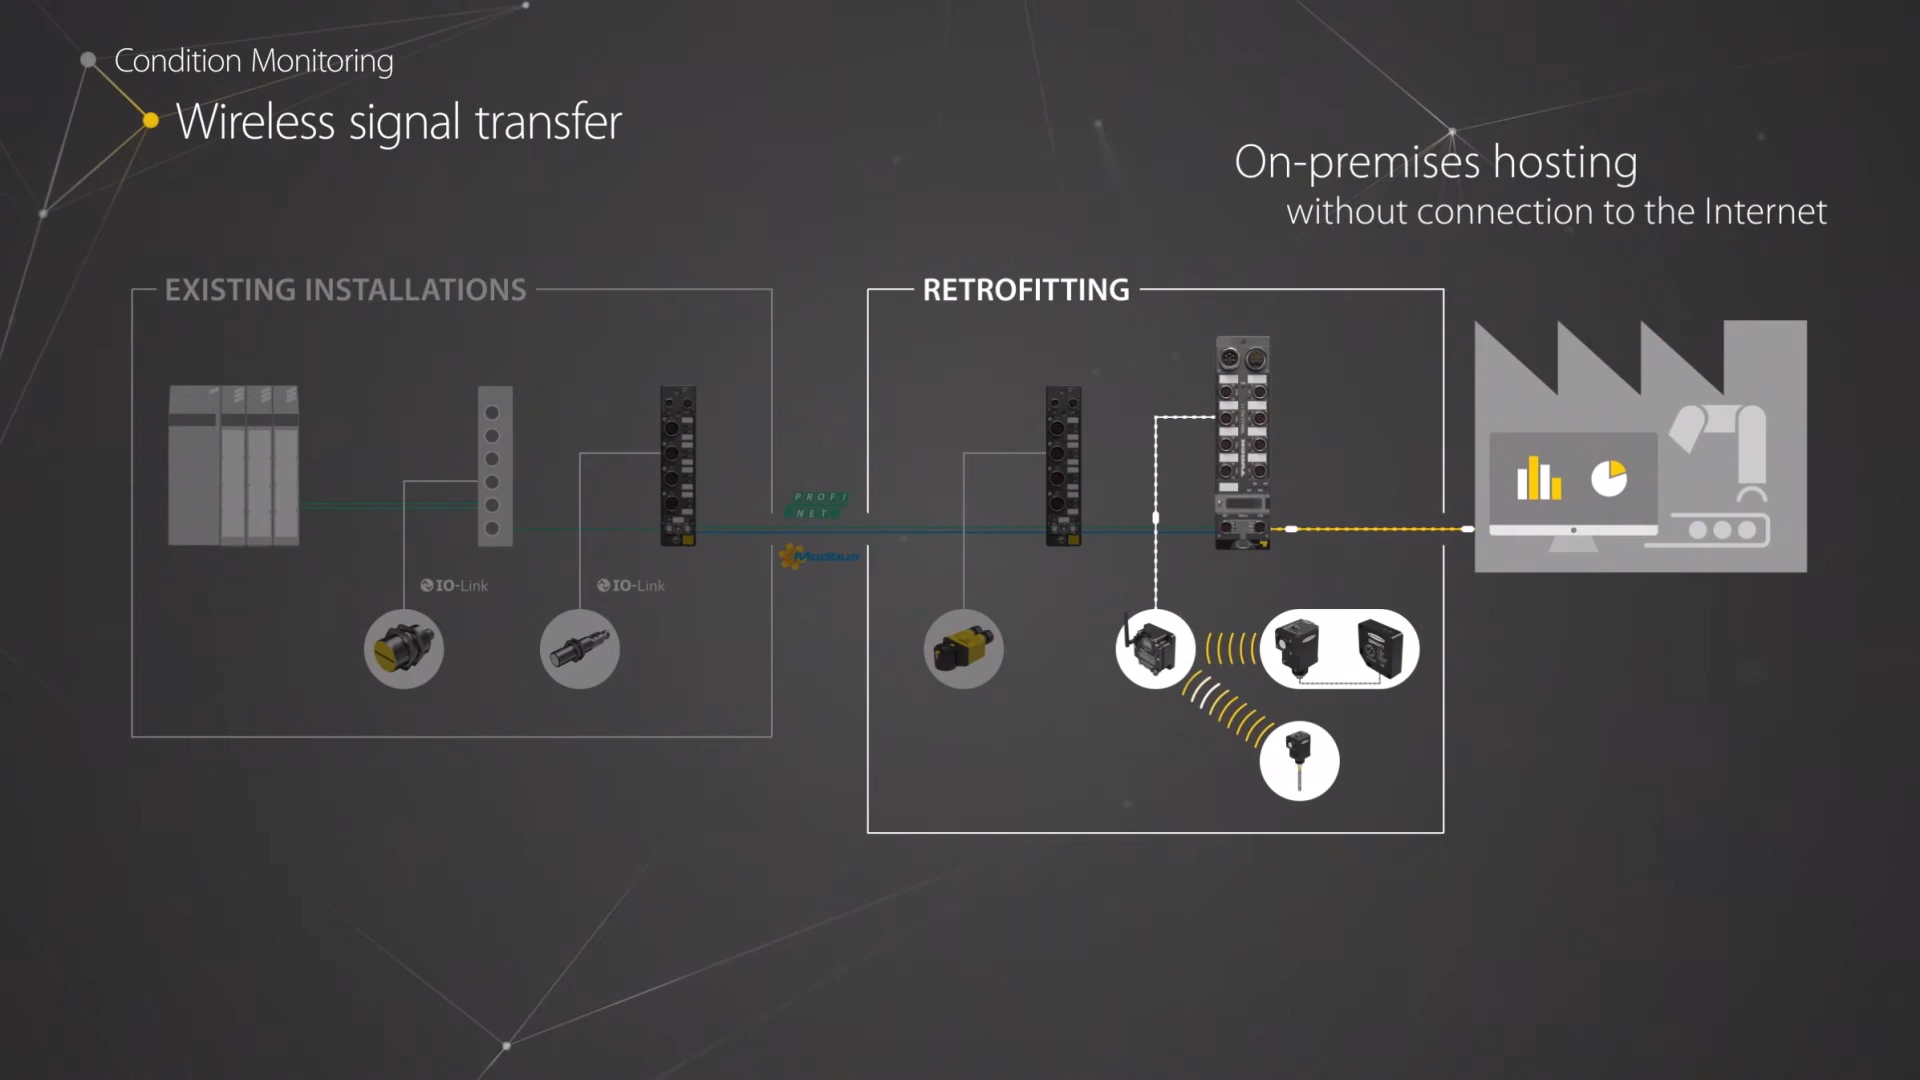 Condition Monitoring
Wireless signal transfer
On-premises hosting
without connection to the Internet
EXISTING INSTALLATIONS
RETROFITTING
PROFI
NET
Modbus
IO-Link
IO-Link